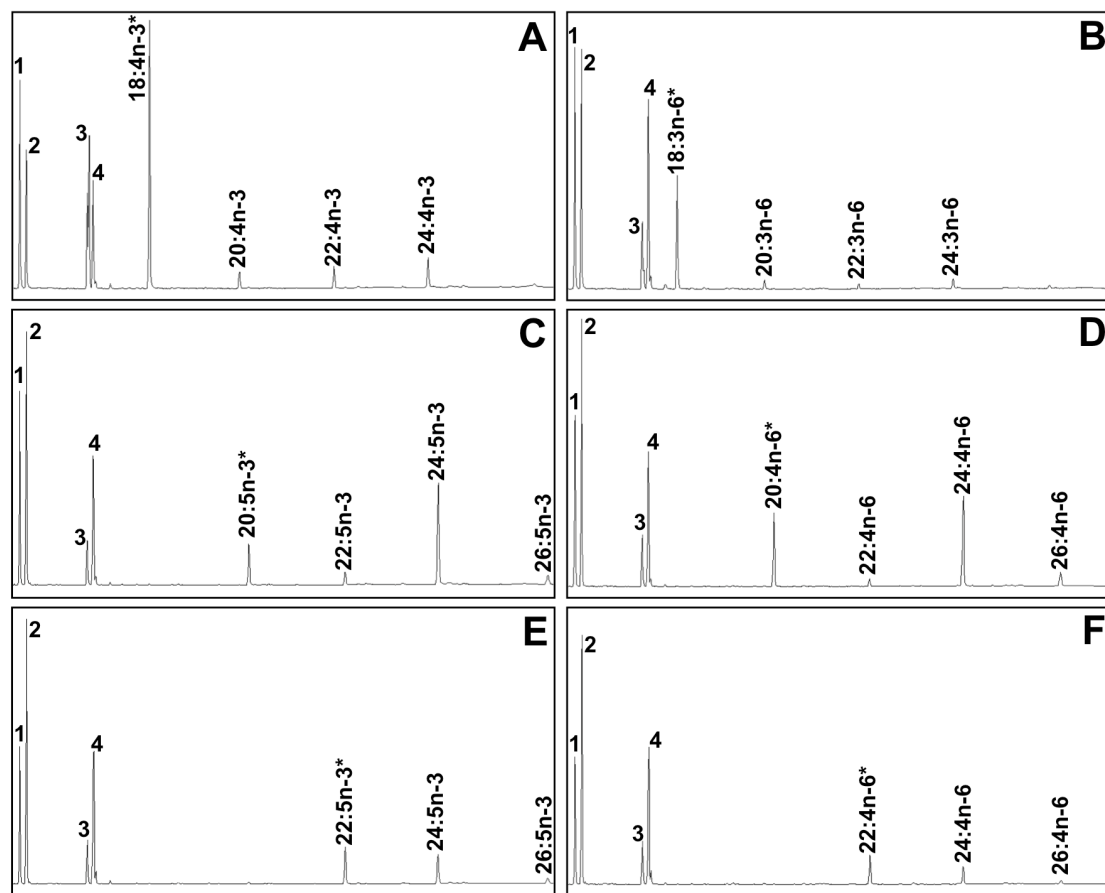 A
1
2
3
4
18:4n-3*
20:4n-3
22:4n-3
24:4n-3
B
1
2
3
4
18:3n-6*
20:3n-6
22:3n-6
24:3n-6
C
1
2
3
4
20:5n-3*
22:5n-3
24:5n-3
26:5n-3
D
1
2
3
4
20:4n-6*
22:4n-6
24:4n-6
26:4n-6
E
1
2
3
4
22:5n-3*
24:5n-3
26:5n-3
F
1
2
3
4
22:4n-6*
24:4n-6
26:4n-6